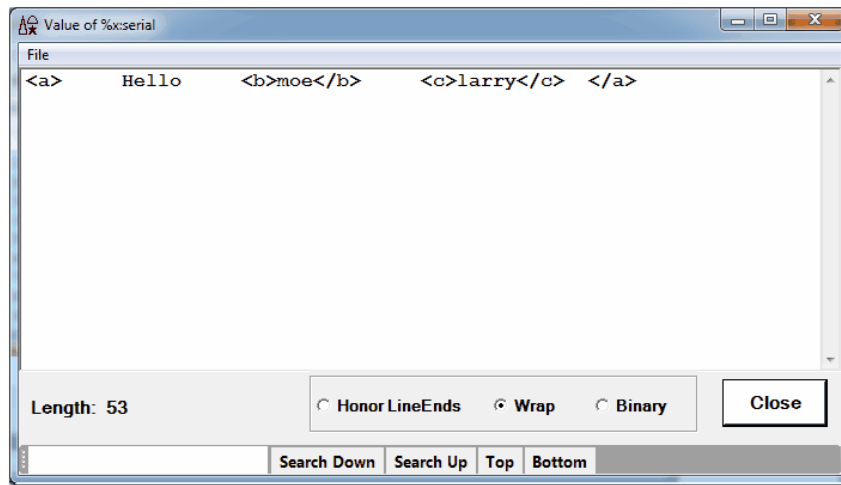 Value of %x:serial
File
<a>     Hello     <b>moe</b>     <c>larry</c>  </a>
Length: 53
Honor LineEnds Wrap Binary
Close
Search Down Search Up Top Bottom